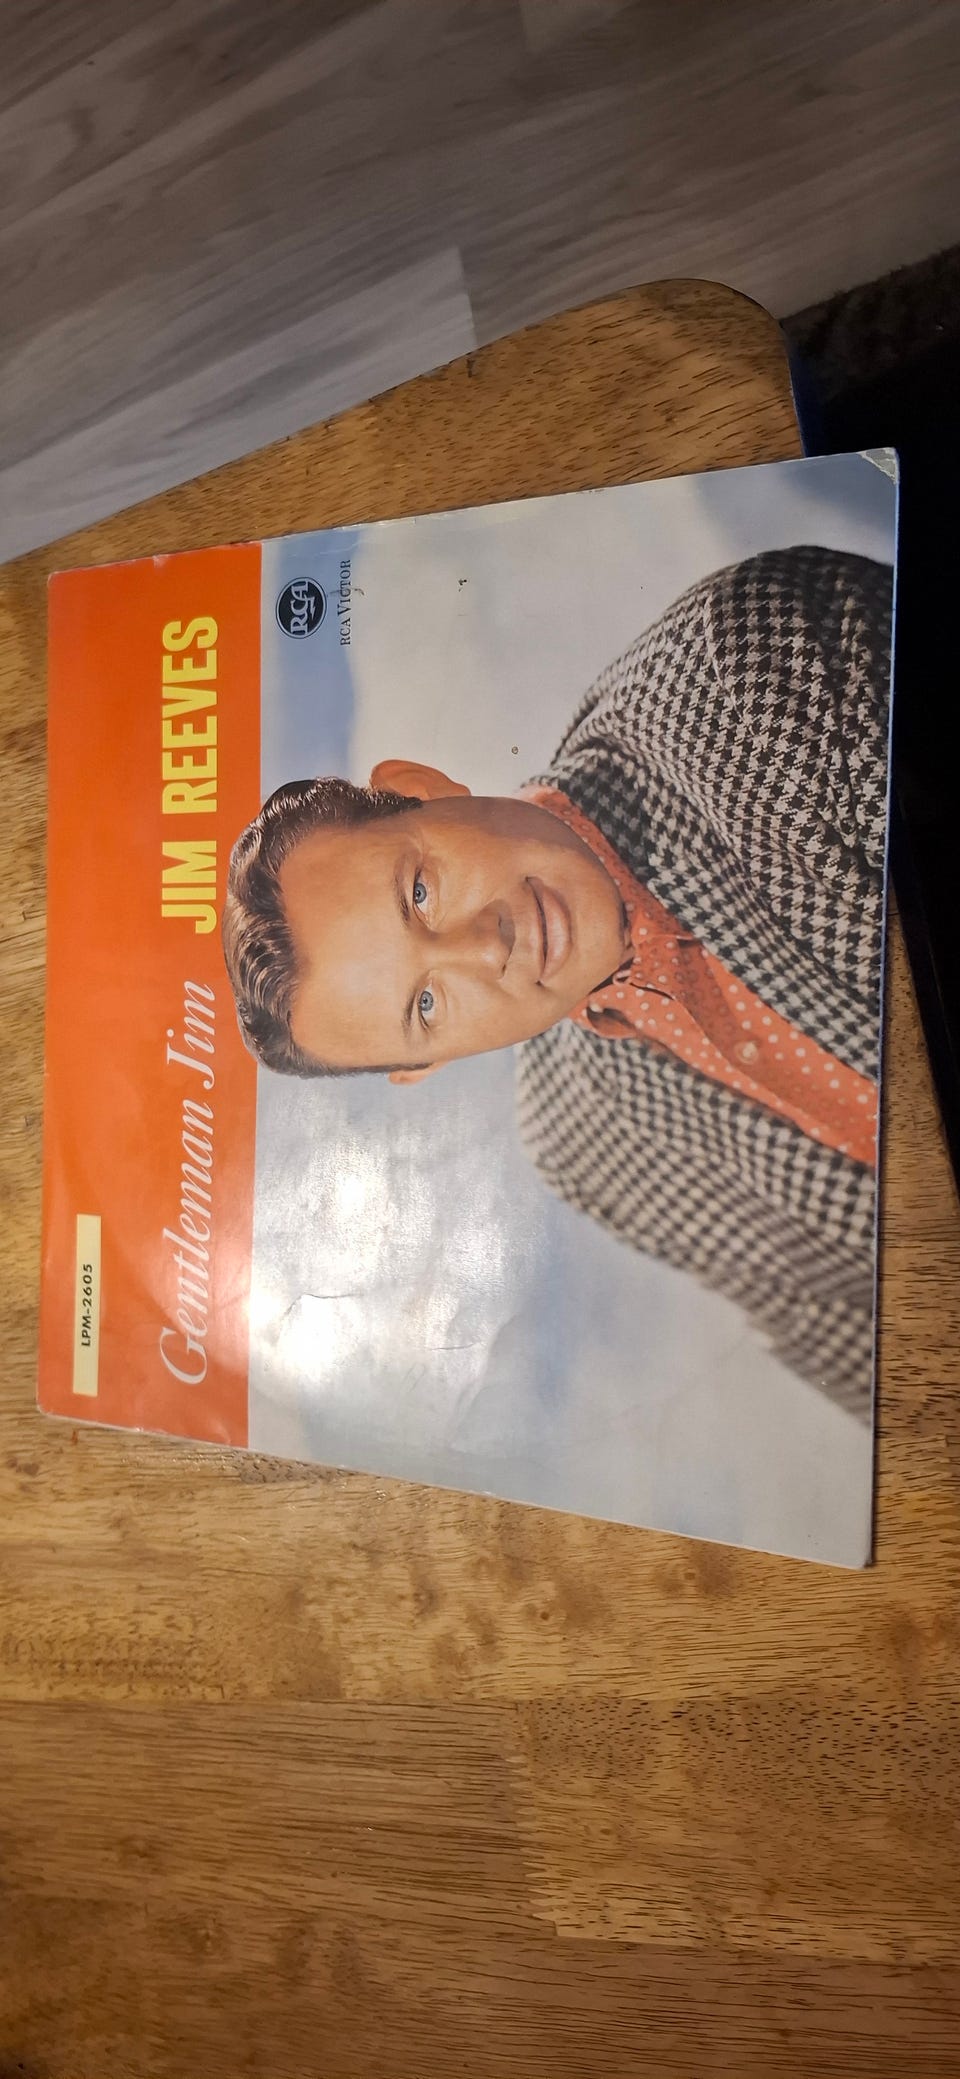 LPM-2605
Gentleman Jim JIM REEVES
RCA
RCA VICTOR